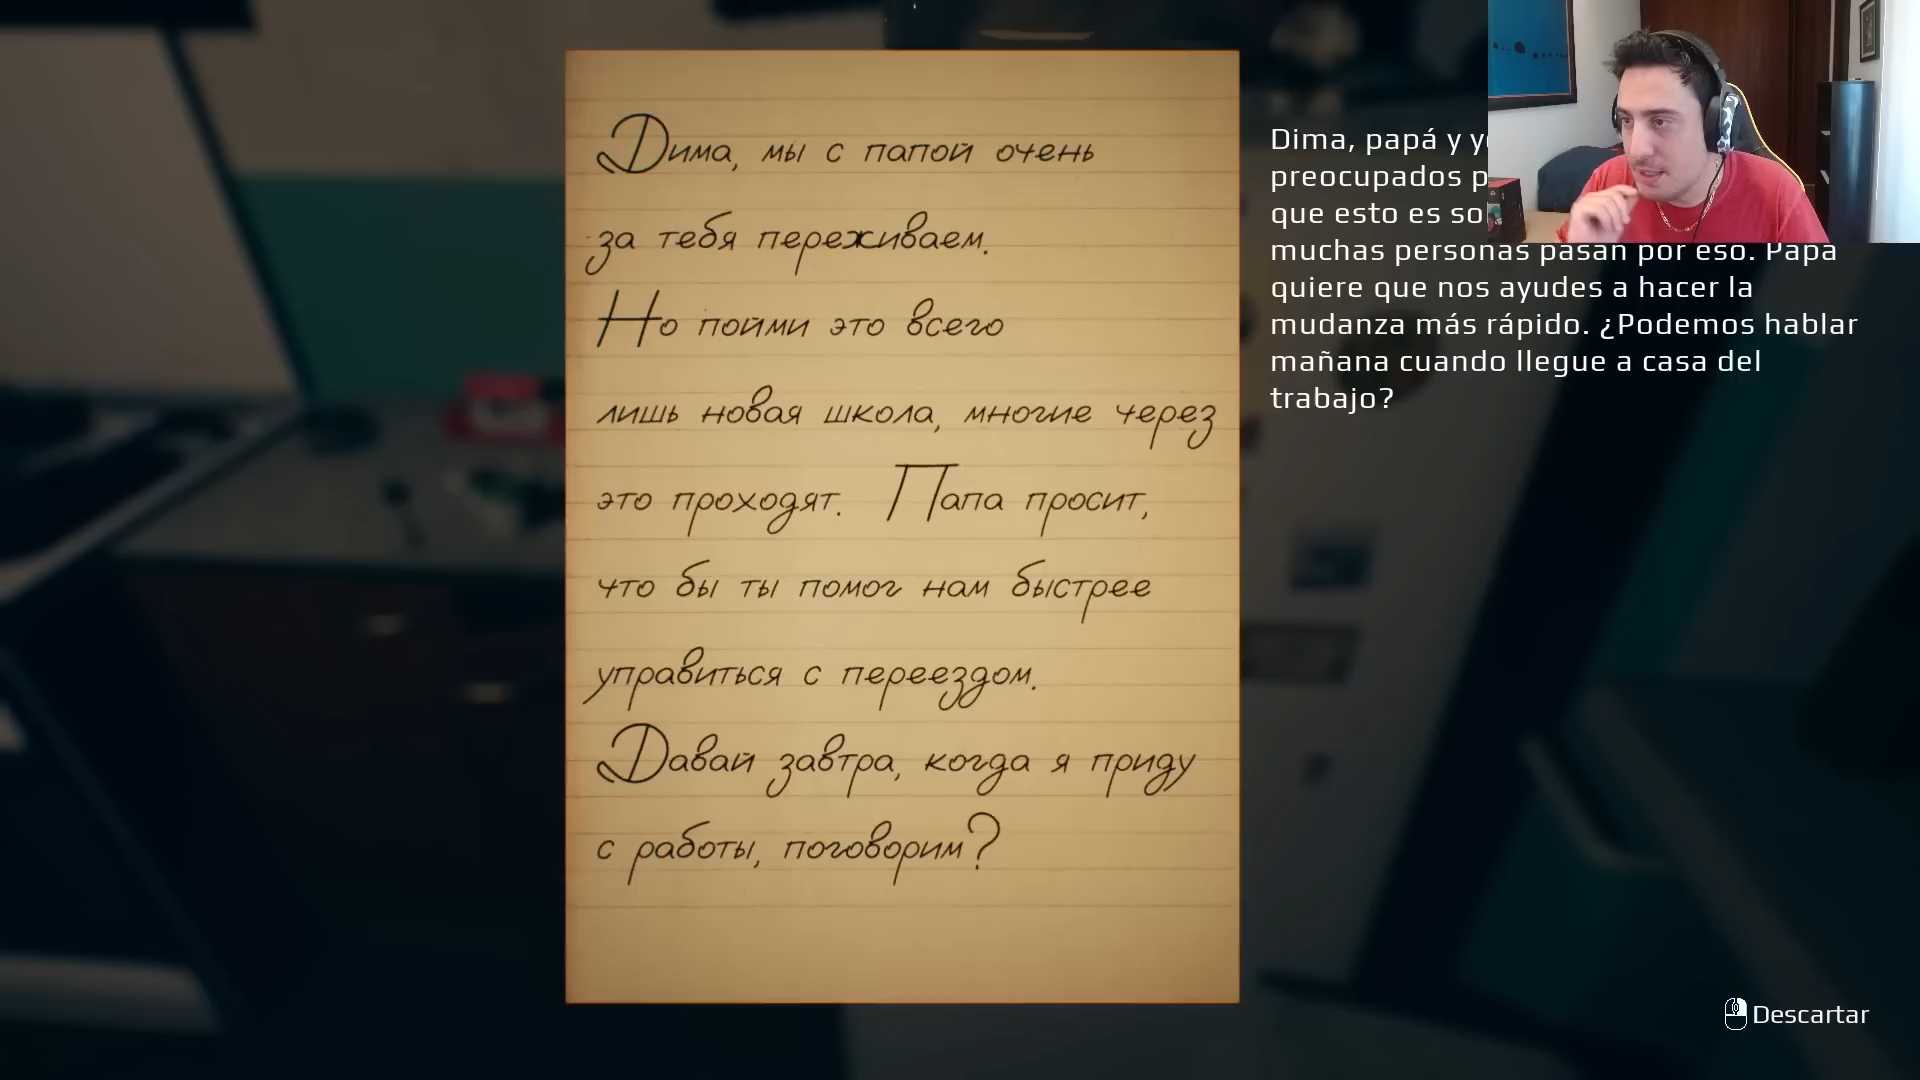 Дима, мы с папой очень
за тебя переживаем.
Но пойми это всего
лишь новая школа, многие через
это проходят. Папа просит,
что бы ты помог нам быстрее
управиться с переездом.
Давай завтра, когда я приду
с работы, поговорим?
Dima, papá y
preocupados
que esto es
muchas personas pasan por eso. Papá
quiere que nos ayudes a hacer la
mudanza más rápido. ¿Podemos hablar
mañana cuando llegue a casa del
trabajo?
Descartar